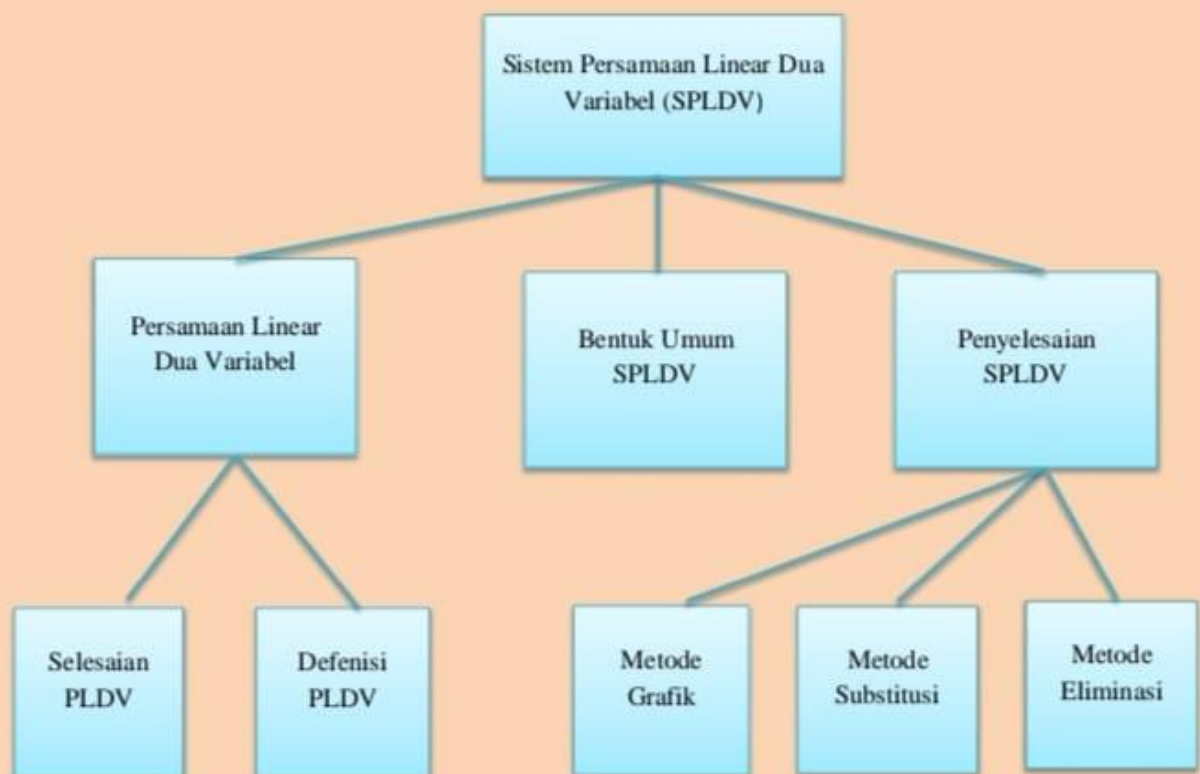 Sistem Persamaan Linear Dua
Variabel (SPLDV)
Persamaan Linear
Dua Variabel
Bentuk Umum
SPLDV
Penyelesaian
SPLDV
Selesaian
PLDV
Defenisi
PLDV
Metode
Grafik
Metode
Substitusi
Metode
Eliminasi